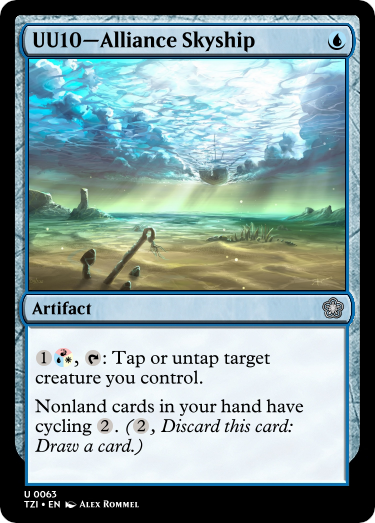 UU10—Alliance Skyship
Artifact
1, : Tap or untap target
creature you control.
Nonland cards in your hand have
cycling 2. (2, Discard this card:
Draw a card.)
U 0063
TZI • EN Alex Rommel